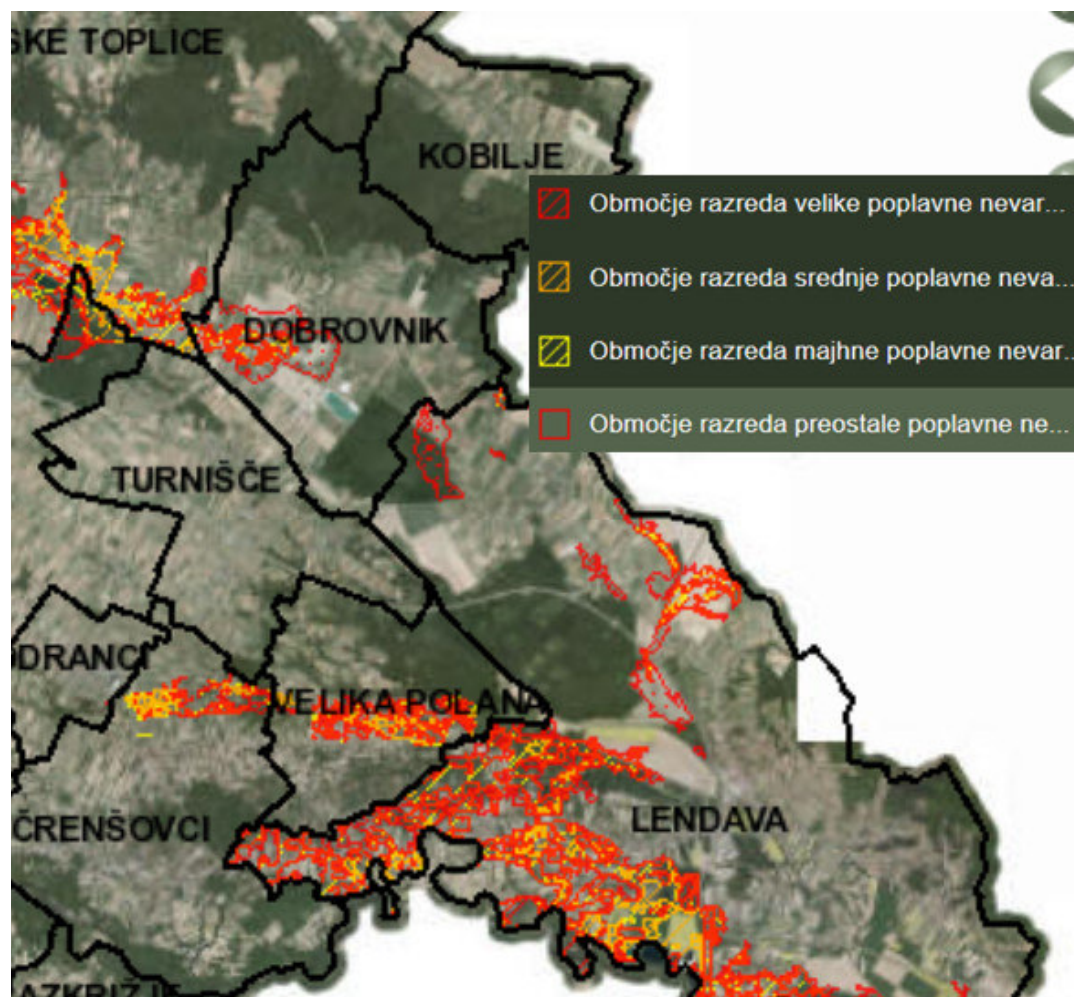 SKE TOPLICE
KOBILJE
Območje razreda velike poplavne nevar...
Območje razreda srednje poplavne neva...
DOBROVNIK
Območje razreda majhne poplavne nevar..
Območje razreda preostale poplavne ne...
TURNIŠČE
ODRANCI
VELIKA POLANA
LENDAVA
ČRENŠOVCI
AZKRIŽJE